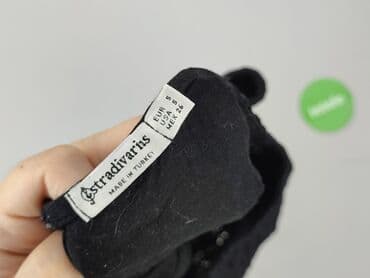 stradivarius
MADE IN TURKEY
EUR S
USA S
MEX 26